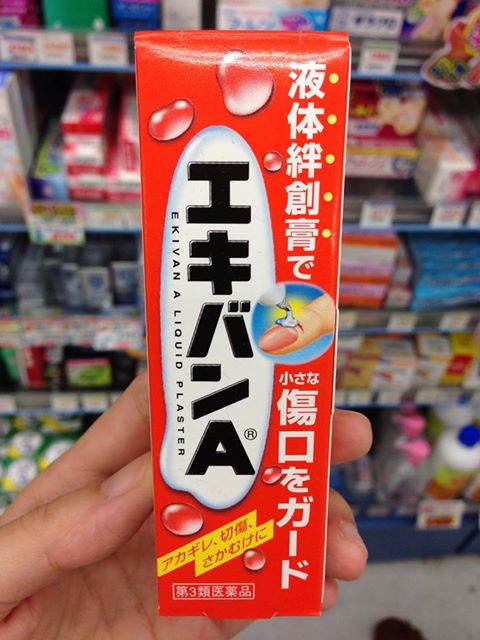 液体絆創膏で
小さな傷口をガード
エキバンA®
EKIVAN A LIQUID PLASTER
アカギレ、切傷、
さかむけに
第3類医薬品